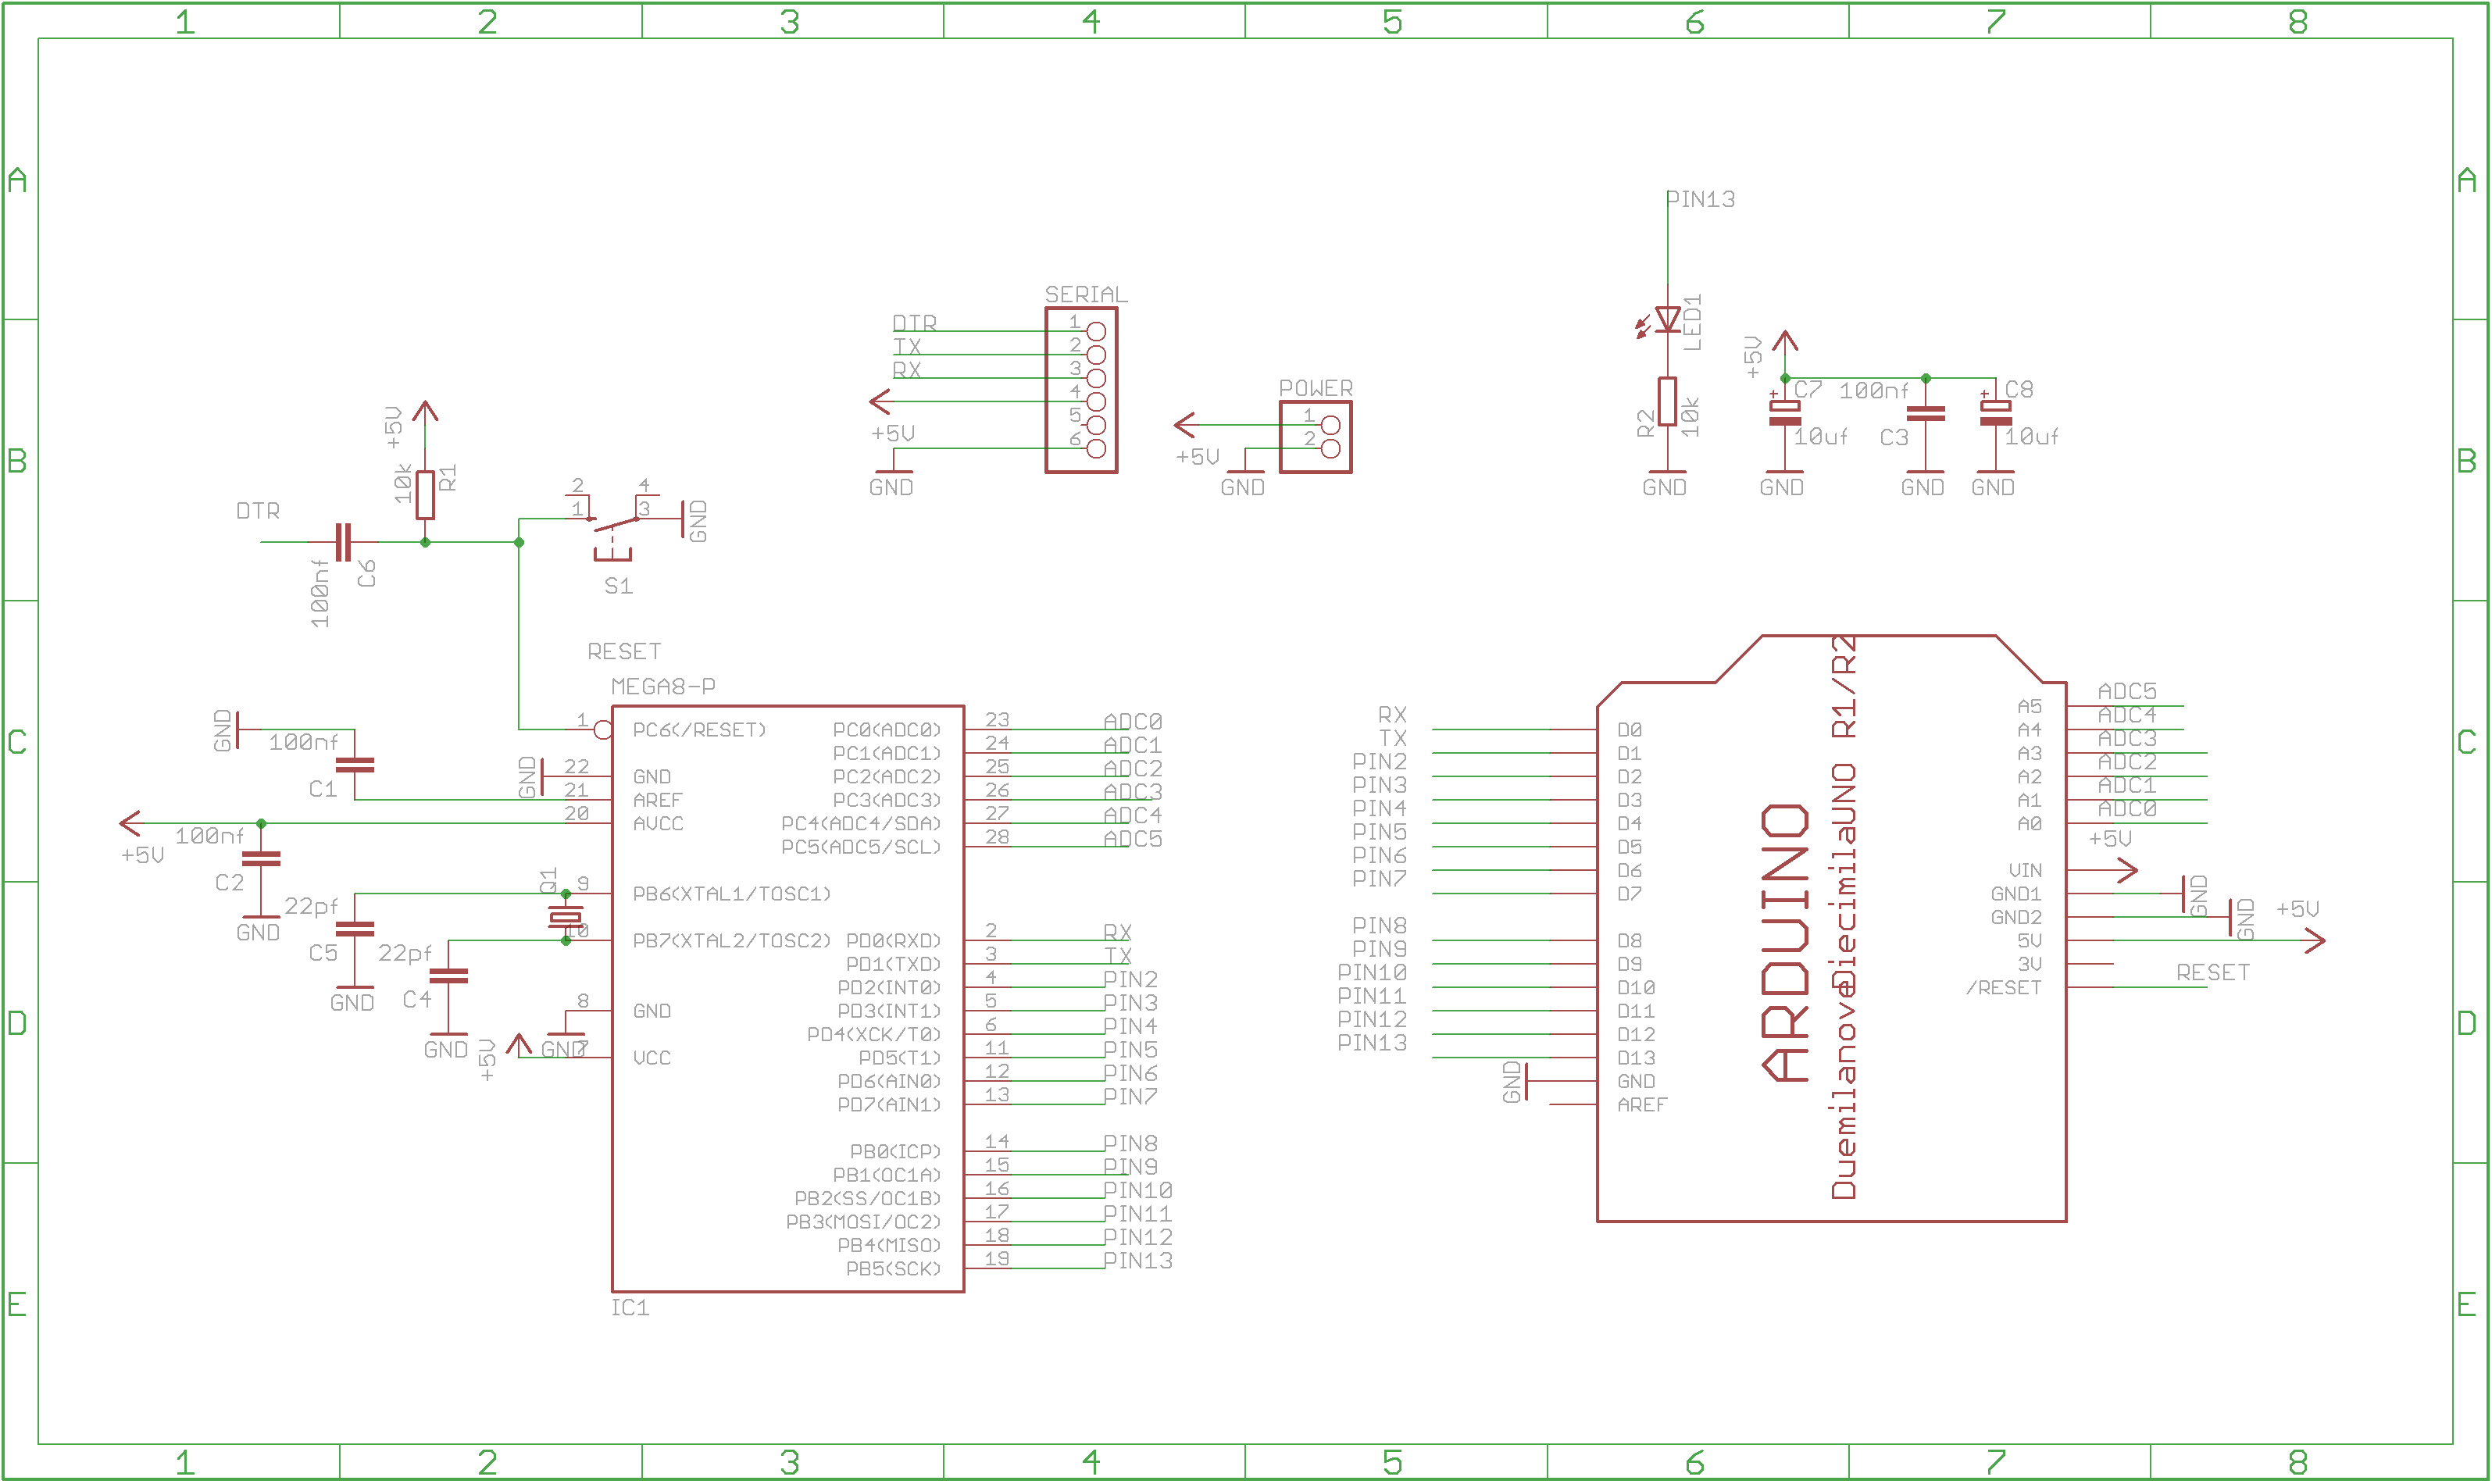 1 2 3 4 5 6 7 8
A A
PIN13
SERIAL
DTR 1
TX 2
RX 3
4
+5V 5
6
GND
POWER
1
+5V 2
GND
LED1
R2 10k
GND
+5V
C7 100nf C8
10uf C3 10uf
GND GND GND
B B
+5V
10k R1
DTR
100nf C6
2 4
1 3 GND
S1
RESET
MEGA8-P
GND 100nf
C1
+5V 100nf
C2
GND
22pf
C5
GND
22pf
C4
GND
Q1
1 PC6(/RESET)
GND 22 GND
21 AREF
20 AVCC
9 PB6(XTAL1/TOSC1)
10 PB7(XTAL2/TOSC2)
8 GND
GND
+5V 7 VCC
PC0(ADC0) 23 ADC0
PC1(ADC1) 24 ADC1
PC2(ADC2) 25 ADC2
PC3(ADC3) 26 ADC3
PC4(ADC4/SDA) 27 ADC4
PC5(ADC5/SCL) 28 ADC5
PD0(RXD) 2 RX
PD1(TXD) 3 TX
PD2(INT0) 4 PIN2
PD3(INT1) 5 PIN3
PD4(XCK/T0) 6 PIN4
PD5(T1) 11 PIN5
PD6(AIN0) 12 PIN6
PD7(AIN1) 13 PIN7
PB0(ICP) 14 PIN8
PB1(OC1A) 15 PIN9
PB2(SS/OC1B) 16 PIN10
PB3(MOSI/OC2) 17 PIN11
PB4(MISO) 18 PIN12
PB5(SCK) 19 PIN13
IC1
C C
RX D0
TX D1
PIN2 D2
PIN3 D3
PIN4 D4
PIN5 D5
PIN6 D6
PIN7 D7
PIN8 D8
PIN9 D9
PIN10 D10
PIN11 D11
PIN12 D12
PIN13 D13
GND GND
AREF
ARDUINO
Duemilanove
Diecimila
UNO R1/R2
A5 ADC5
A4 ADC4
A3 ADC3
A2 ADC2
A1 ADC1
A0 ADC0
VIN +5V
GND1 GND
GND2 GND
5V +5V
3V
/RESET RESET
D D
E E
1 2 3 4 5 6 7 8